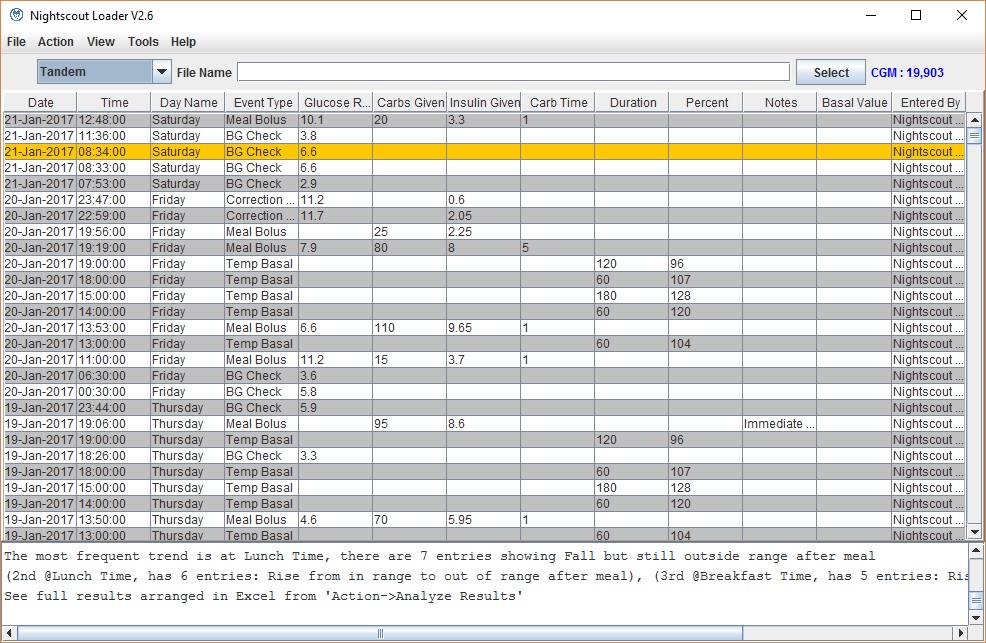 Nightscout Loader V2.6
File Action View Tools Help
Tandem File Name Select CGM : 19,903
Date Time Day Name Event Type Glucose R... Carbs Given Insulin Given Carb Time Duration Percent Notes Basal Value Entered By
21-Jan-2017 12:48:00 Saturday Meal Bolus 10.1 20 3.3 1 Nightscout ...
21-Jan-2017 11:36:00 Saturday BG Check 3.8 Nightscout ...
21-Jan-2017 08:34:00 Saturday BG Check 6.6 Nightscout ...
21-Jan-2017 08:33:00 Saturday BG Check 6.6 Nightscout ...
21-Jan-2017 07:53:00 Saturday BG Check 2.9 Nightscout ...
20-Jan-2017 23:47:00 Friday Correction ... 11.2 0.6 Nightscout ...
20-Jan-2017 22:59:00 Friday Correction ... 11.7 2.05 Nightscout ...
20-Jan-2017 19:56:00 Friday Meal Bolus 25 2.25 Nightscout ...
20-Jan-2017 19:19:00 Friday Meal Bolus 7.9 80 8 5 Nightscout ...
20-Jan-2017 19:00:00 Friday Temp Basal 120 96 Nightscout ...
20-Jan-2017 18:00:00 Friday Temp Basal 60 107 Nightscout ...
20-Jan-2017 15:00:00 Friday Temp Basal 180 128 Nightscout ...
20-Jan-2017 14:00:00 Friday Temp Basal 60 120 Nightscout ...
20-Jan-2017 13:53:00 Friday Meal Bolus 6.6 110 9.65 1 Nightscout ...
20-Jan-2017 13:00:00 Friday Temp Basal 60 104 Nightscout ...
20-Jan-2017 11:00:00 Friday Meal Bolus 11.2 15 3.7 1 Nightscout ...
20-Jan-2017 06:30:00 Friday BG Check 3.6 Nightscout ...
20-Jan-2017 00:30:00 Friday BG Check 5.8 Nightscout ...
19-Jan-2017 23:44:00 Thursday BG Check 5.9 Nightscout ...
19-Jan-2017 19:06:00 Thursday Meal Bolus 95 8.6 Immediate ... Nightscout ...
19-Jan-2017 19:00:00 Thursday Temp Basal 120 96 Nightscout ...
19-Jan-2017 18:26:00 Thursday BG Check 3.3 Nightscout ...
19-Jan-2017 18:00:00 Thursday Temp Basal 60 107 Nightscout ...
19-Jan-2017 15:00:00 Thursday Temp Basal 180 128 Nightscout ...
19-Jan-2017 14:00:00 Thursday Temp Basal 60 120 Nightscout ...
19-Jan-2017 13:50:00 Thursday Meal Bolus 4.6 70 5.95 1 Nightscout ...
19-Jan-2017 13:00:00 Thursday Temp Basal 60 104 Nightscout ...
The most frequent trend is at Lunch Time, there are 7 entries showing Fall but still outside range after meal
(2nd @Lunch Time, has 6 entries: Rise from in range to out of range after meal), (3rd @Breakfast Time, has 5 entries: Ris
See full results arranged in Excel from 'Action->Analyze Results'